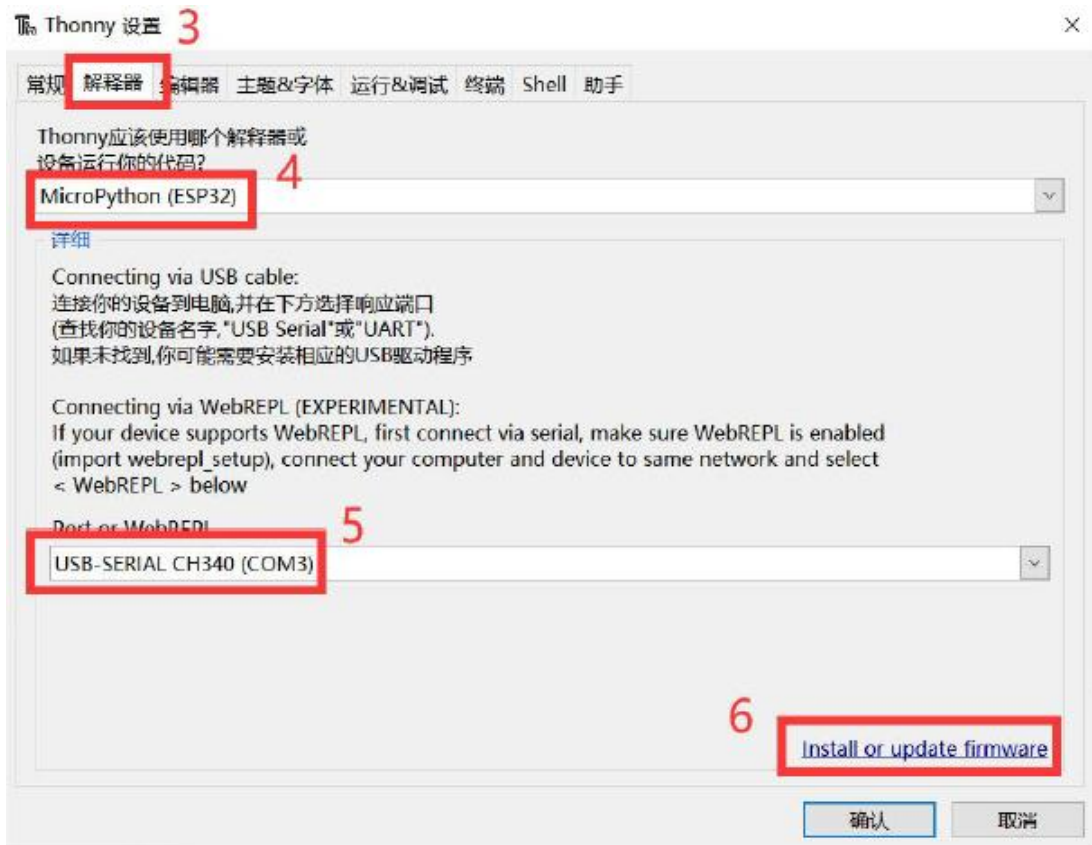 Thonny 设置 3
常规 解释器 编辑器 主题&字体 运行&调试 终端 Shell 助手
Thonny应该使用哪个解释器或
设备运行你的代码?
4
MicroPython (ESP32)
详细
Connecting via USB cable:
连接你的设备到电脑,并在下方选择响应端口
(查找你的设备名字,"USB Serial"或"UART").
如果未找到,你可能需要安装相应的USB驱动程序
Connecting via WebREPL (EXPERIMENTAL):
If your device supports WebREPL, first connect via serial, make sure WebREPL is enabled
(import webrepl_setup), connect your computer and device to same network and select
< WebREPL > below
Port or WebREPL
5
USB-SERIAL CH340 (COM3)
6
Install or update firmware
确认 取消